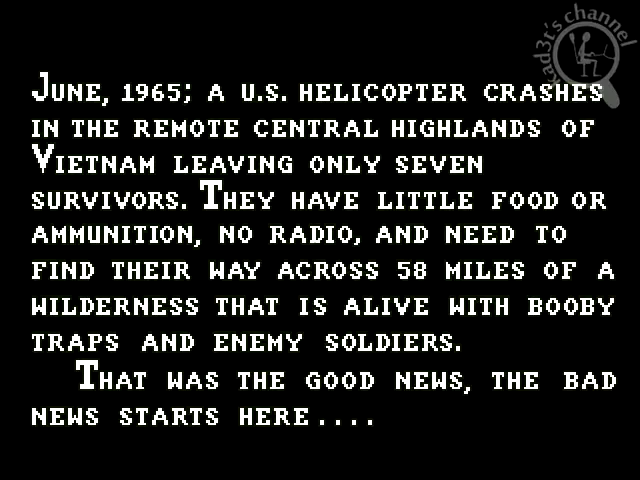 kad3t's channel
JUNE, 1965; A U.S. HELICOPTER CRASHES
IN THE REMOTE CENTRAL HIGHLANDS OF
VIETNAM LEAVING ONLY SEVEN
SURVIVORS. THEY HAVE LITTLE FOOD OR
AMMUNITION, NO RADIO, AND NEED TO
FIND THEIR WAY ACROSS 58 MILES OF A
WILDERNESS THAT IS ALIVE WITH BOOBY
TRAPS AND ENEMY SOLDIERS.
THAT WAS THE GOOD NEWS, THE BAD
NEWS STARTS HERE....